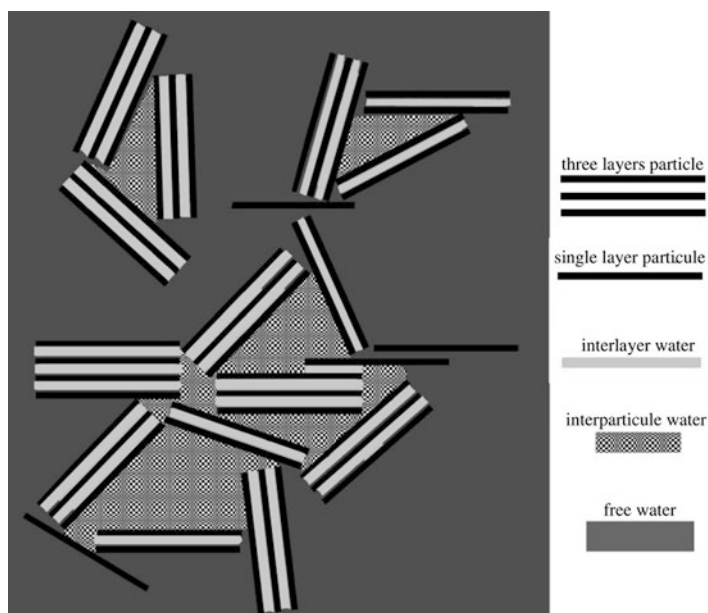 three layers particle
single layer particule
interlayer water
interparticule water
free water